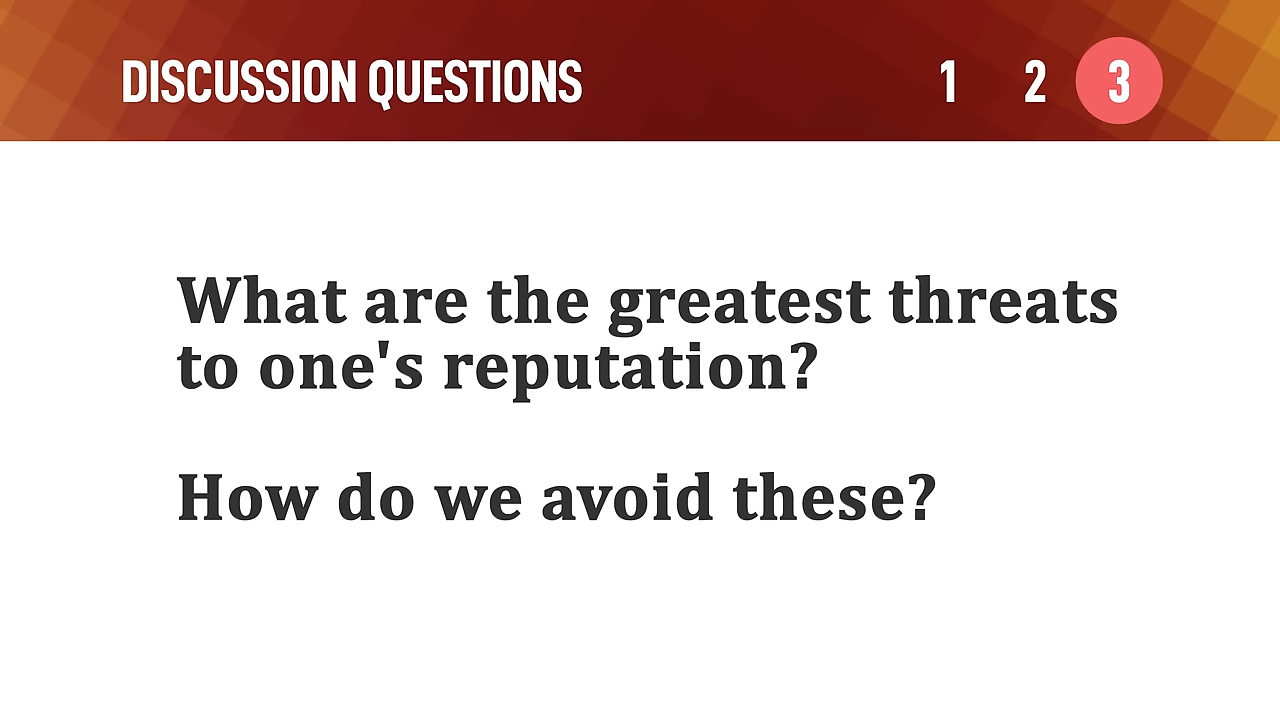 DISCUSSION QUESTIONS 1 2 3
What are the greatest threats
to one's reputation?
How do we avoid these?